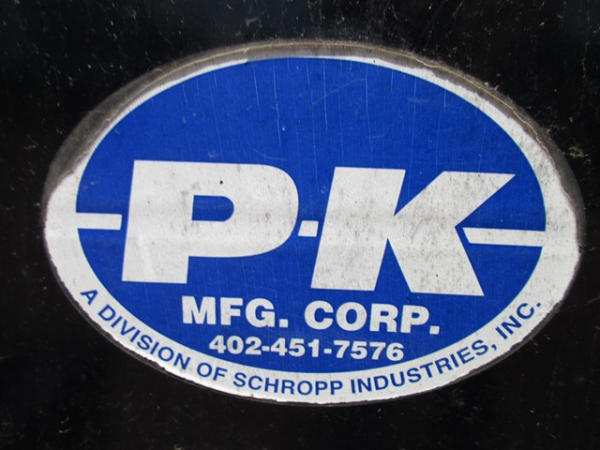 P-K
MFG. CORP.
402-451-7576
A DIVISION OF SCHROPP INDUSTRIES, INC.